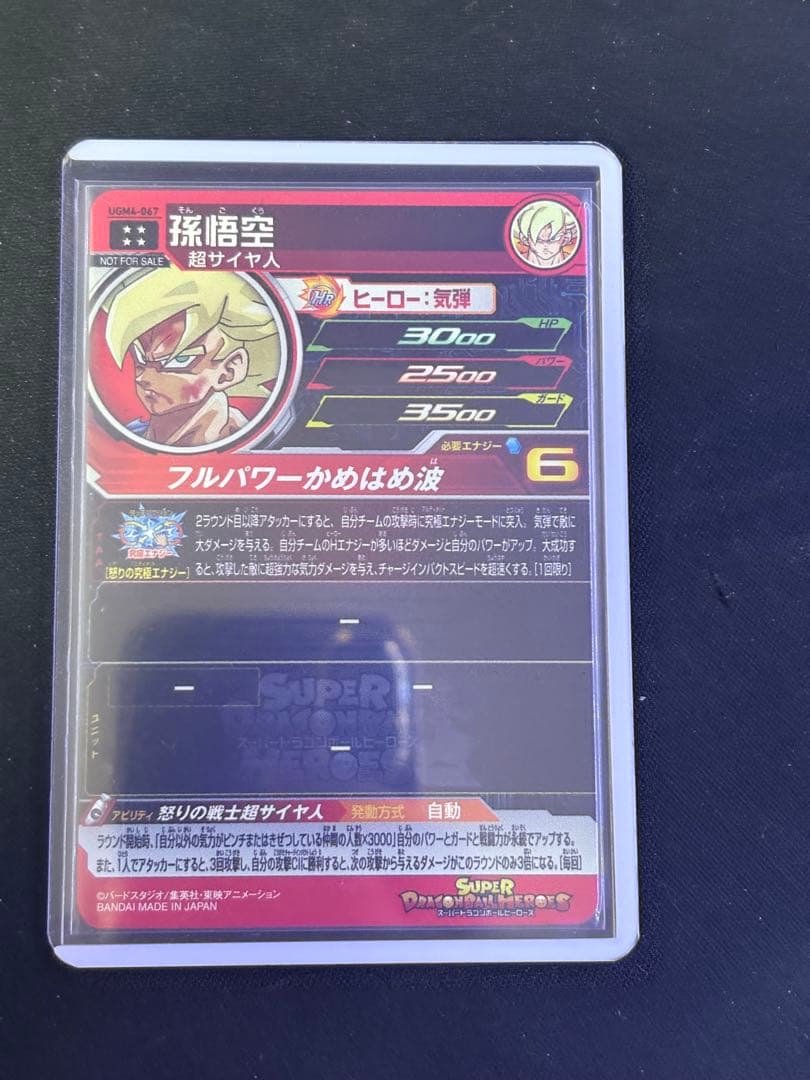 UGM4-067
そん ご くう
孫悟空
NOT FOR SALE
超サイヤ人
HR ヒーロー:気弾
HP
3000
パワー
2500
ガード
3500
必要エナジー 6
は
フルパワーかめはめ波
究極エナジー
[怒りの究極エナジー]
2ラウンド目以降アタッカーにすると、自分チームの攻撃時に究極エナジーモードに突入。気弾で敵に
大ダメージを与える。自分チームのHエナジーが多いほどダメージと自分のパワーがアップ。大成功す
ると、攻撃した敵に超強力な気力ダメージを与え、チャージインパクトスピードを超速くする。[1回限り]
ー
ユニット
ー ー
ー
SUPER
DRAGONBALL
スーパードラゴンボールヒーローズ
HEROES
アビリティ 怒りの戦士超サイヤ人 発動方式 自動
ラウンド開始時、「自分以外の気力がピンチまたはきぜつしている仲間の人数×3000」自分のパワーとガードと戦闘力が永続でアップする。
また、1人でアタッカーにすると、3回攻撃し、自分の攻撃CIに勝利すると、次の攻撃から与えるダメージがこのラウンドのみ3倍になる。[毎回]
©バードスタジオ/集英社・東映アニメーション
BANDAI MADE IN JAPAN
SUPER
DRAGONBALL HEROES
スーパードラゴンボールヒーローズ